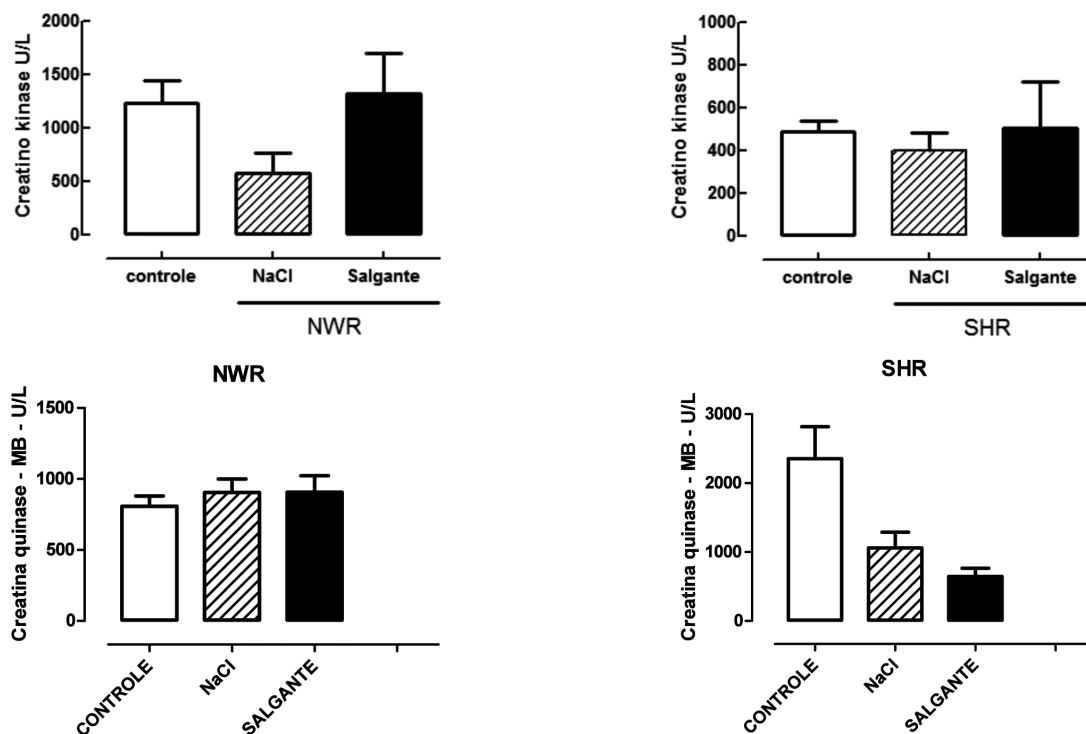 Creatino kinase U/L
2000
1500
1000
500
0
controle NaCl Salgante
NWR
Creatino kinase U/L
1000
800
600
400
200
0
controle NaCl Salgante
SHR
NWR
Creatina quinase - MB - U/L
1500
1000
500
0
CONTROLE
NaCl
SALGANTE
SHR
Creatina quinase - MB - U/L
3000
2000
1000
0
CONTROLE
NaCl
SALGANTE